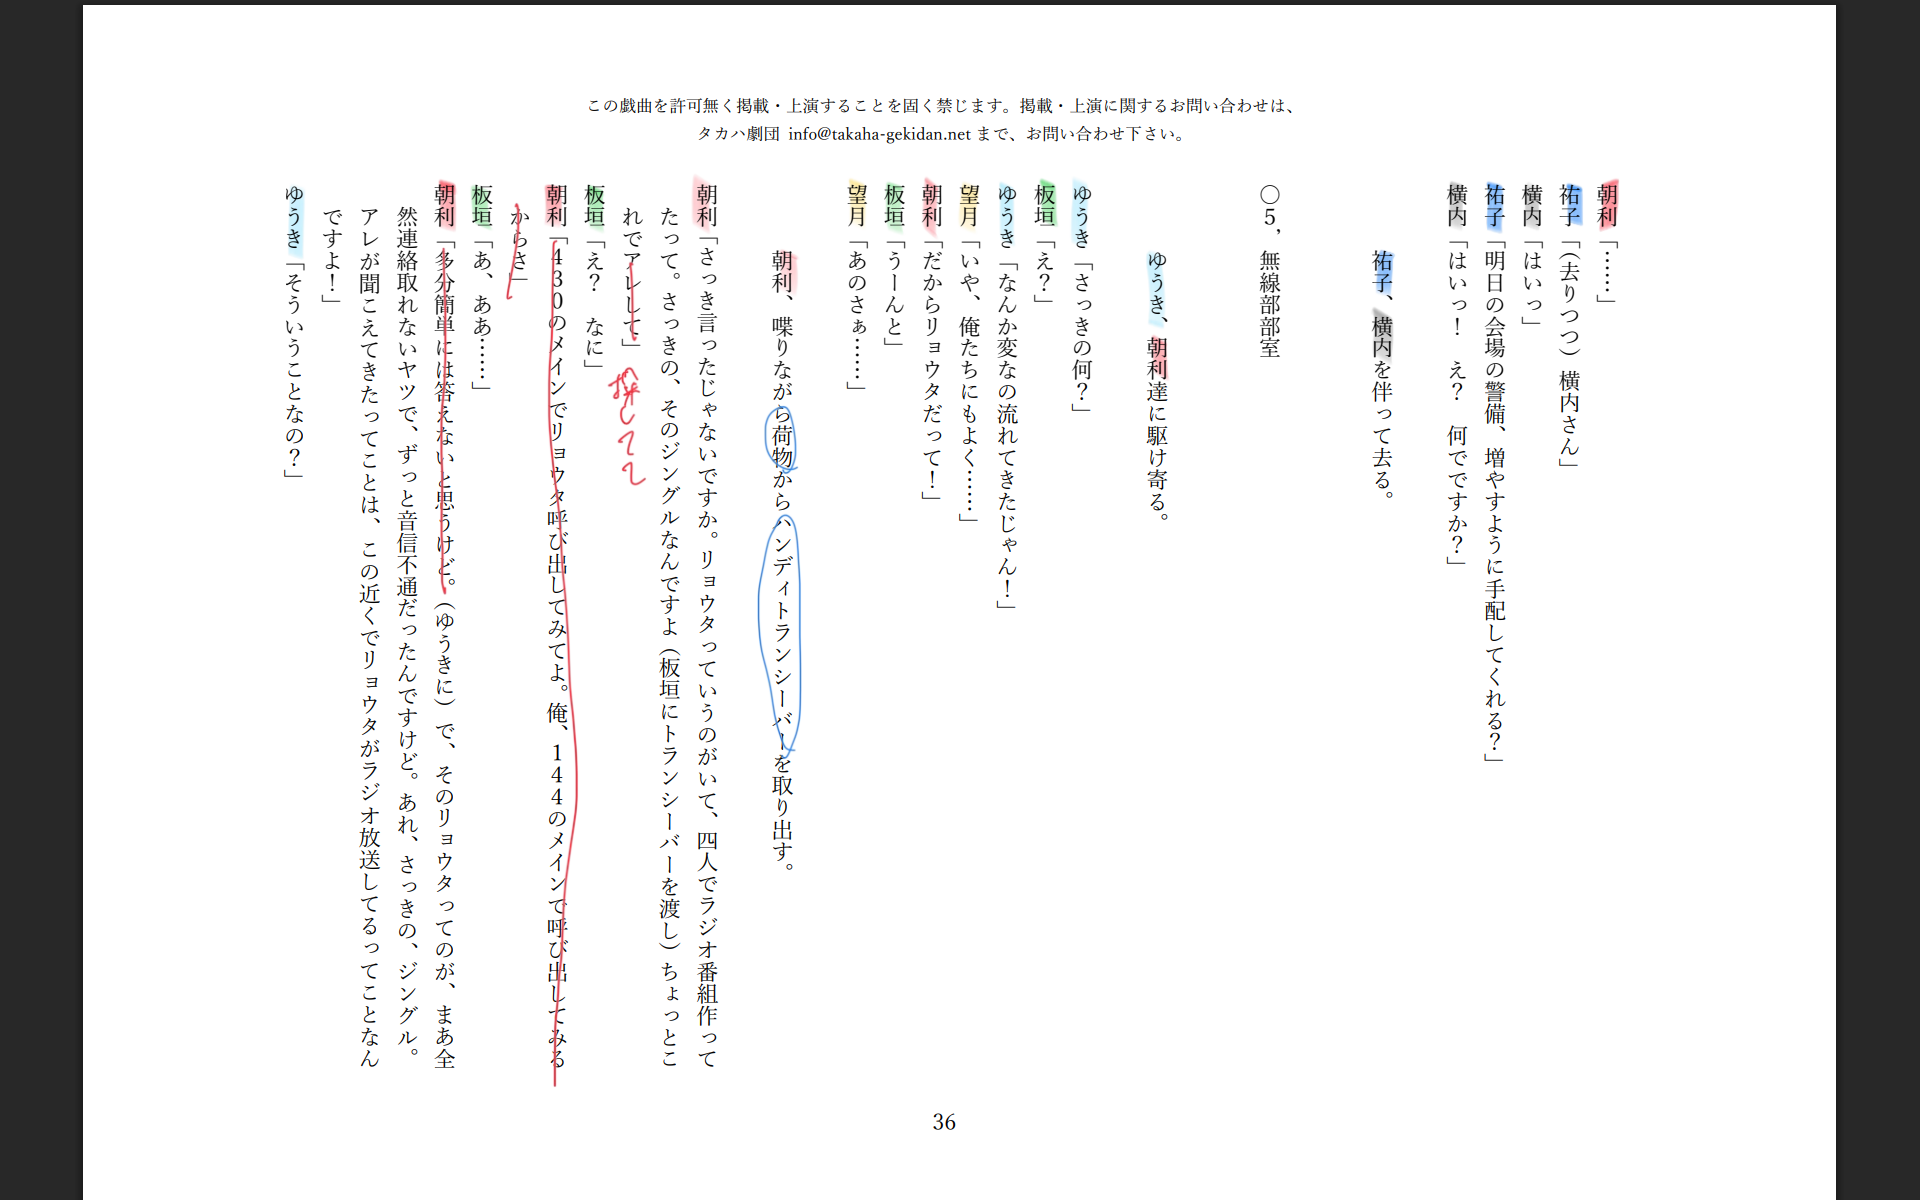 この戯曲を許可無く掲載・上演することを固く禁じます。掲載・上演に関するお問い合わせは、
タカハ劇団 info@takaha-gekidan.net まで、お問い合わせ下さい。
朝利「……」
祐子「（去りつつ）横内さん」
横内「はいっ」
祐子「明日の会場の警備、増やすように手配してくれる？」
横内「はいっ！　え？　何でですか？」
祐子、横内を伴って去る。
○５，無線部部室
ゆうき、朝利達に駆け寄る。
ゆうき「さっきの何？」
板垣「え？」
ゆうき「なんか変なの流れてきたじゃん！」
望月「いや、俺たちにもよく……」
朝利「だからリョウタだって！」
板垣「うーんと」
望月「あのさぁ……」
朝利、喋りながら荷物からハンディトランシーバーを取り出す。
朝利「さっき言ったじゃないですか。リョウタっていうのがいて、四人でラジオ番組作って
たって。さっきの、そのジングルなんですよ（板垣にトランシーバーを渡し）ちょっとこ
れでアレして」
探してて
板垣「え？　なに」
朝利「４３０のメインでリョウタ呼び出してみてよ。俺、１４４のメインで呼び出してみる
からさ」
板垣「あ、ああ……」
朝利「多分簡単には答えないと思うけど。（ゆうきに）で、そのリョウタってのが、まあ全
然連絡取れないヤツで、ずっと音信不通だったんですけど。あれ、さっきの、ジングル。
アレが聞こえてきたってことは、この近くでリョウタがラジオ放送してるってことなん
ですよ！」
ゆうき「そういうことなの？」
36